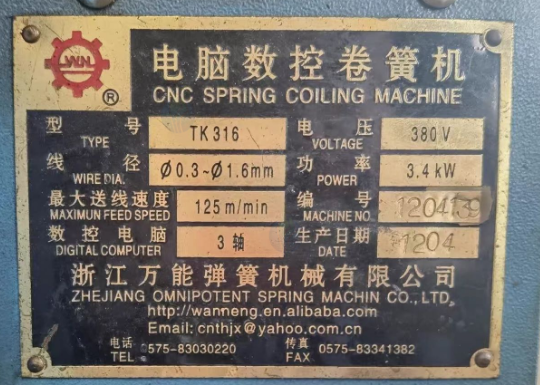 WN
®
电脑数控卷簧机
CNC SPRING COILING MACHINE
型号 TK316 电压 380V
TYPE VOLTAGE
线径 Ø0.3~Ø1.6mm 功率 3.4kW
WIRE DIA. POWER
最大送线速度 125m/min 编号 1204139
MAXIMUN FEED SPEED MACHINE NO.
数控电脑 3轴 生产日期 1204
DIGITAL COMPUTER DATE
浙江万能弹簧机械有限公司
ZHEJIANG OMNIPOTENT SPRING MACHIN CO., LTD.
http://wanneng.en.alibaba.com
Email: cnthjx@yahoo.com.cn
电话 575-83030220 传真 0575-83341382
TEL FAX